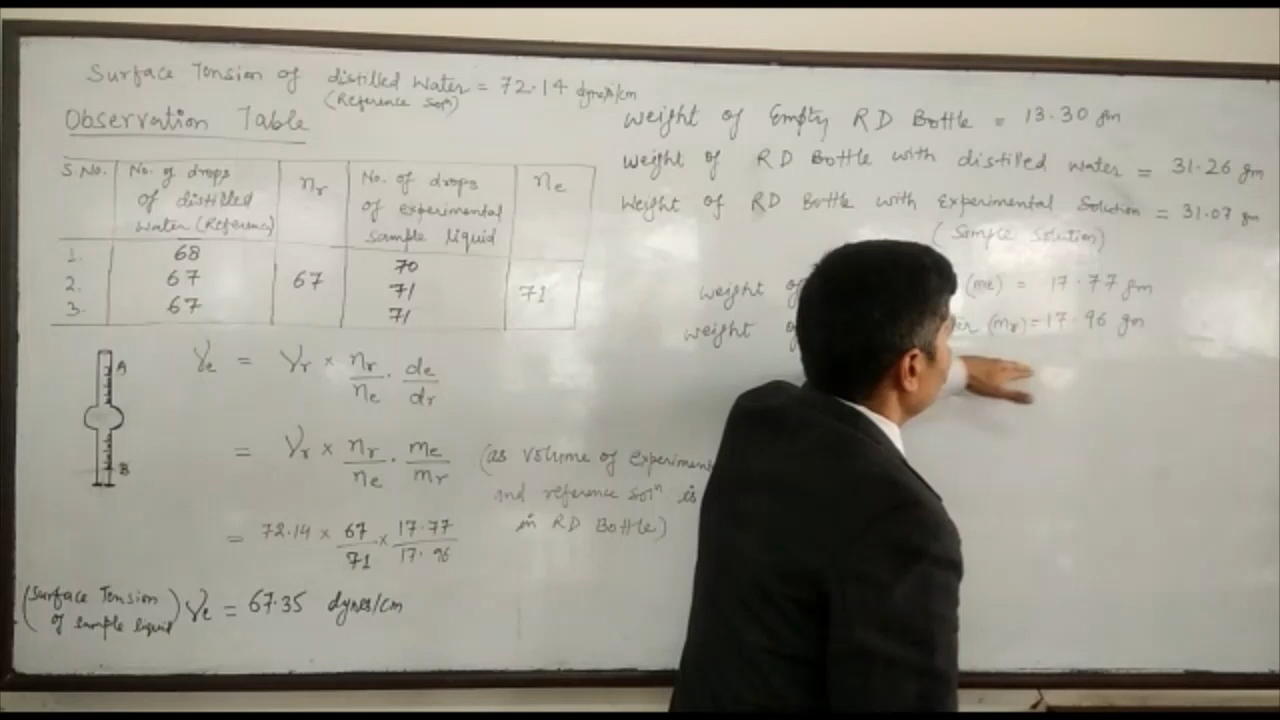 Surface Tension of distilled water = 72.14 dynes/cm
(Reference Solⁿ)
Observation Table
S.No. No. of drops of distilled water (Reference) nr No. of drops of experimental sample liquid ne
1. 68 70
2. 67 67 71 71
3. 67 71
A
B
γe = γr × nr/ne · de/dr
= γr × nr/ne · me/mr (as volume of experimen
and reference solⁿ is
in RD Bottle)
= 72.14 × 67/71 × 17.77/17.96
(Surface Tension of sample liquid) γe = 67.35 dynes/cm
weight of Empty RD Bottle = 13.30 gm
weight of RD Bottle with distilled water = 31.26 gm
Weight of RD Bottle with Experimental Solution = 31.07 gm
(Sample Solution)
weight of (me) = 17.77 gm
weight of (mr) = 17.96 gm